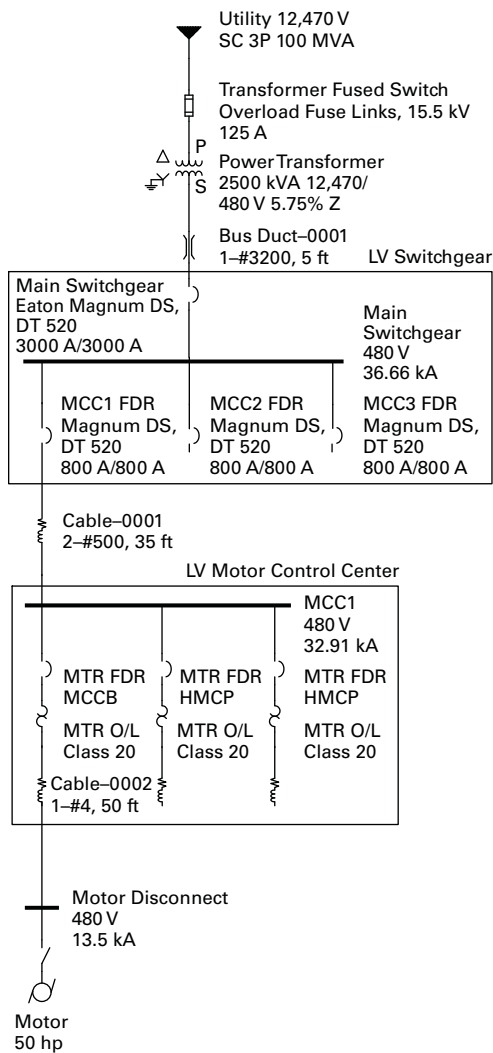 Utility 12,470 V
SC 3P 100 MVA
Transformer Fused Switch
Overload Fuse Links, 15.5 kV
125 A
P
S
Power Transformer
2500 kVA 12,470/
480 V 5.75% Z
Bus Duct–0001
1–#3200, 5 ft
LV Switchgear
Main Switchgear
Eaton Magnum DS,
DT 520
3000 A/3000 A
Main
Switchgear
480 V
36.66 kA
MCC1 FDR
Magnum DS,
DT 520
800 A/800 A
MCC2 FDR
Magnum DS,
DT 520
800 A/800 A
MCC3 FDR
Magnum DS,
DT 520
800 A/800 A
Cable–0001
2–#500, 35 ft
LV Motor Control Center
MCC1
480 V
32.91 kA
MTR FDR
MCCB
MTR O/L
Class 20
MTR FDR
HMCP
MTR O/L
Class 20
MTR FDR
HMCP
MTR O/L
Class 20
Cable–0002
1–#4, 50 ft
Motor Disconnect
480 V
13.5 kA
Motor
50 hp